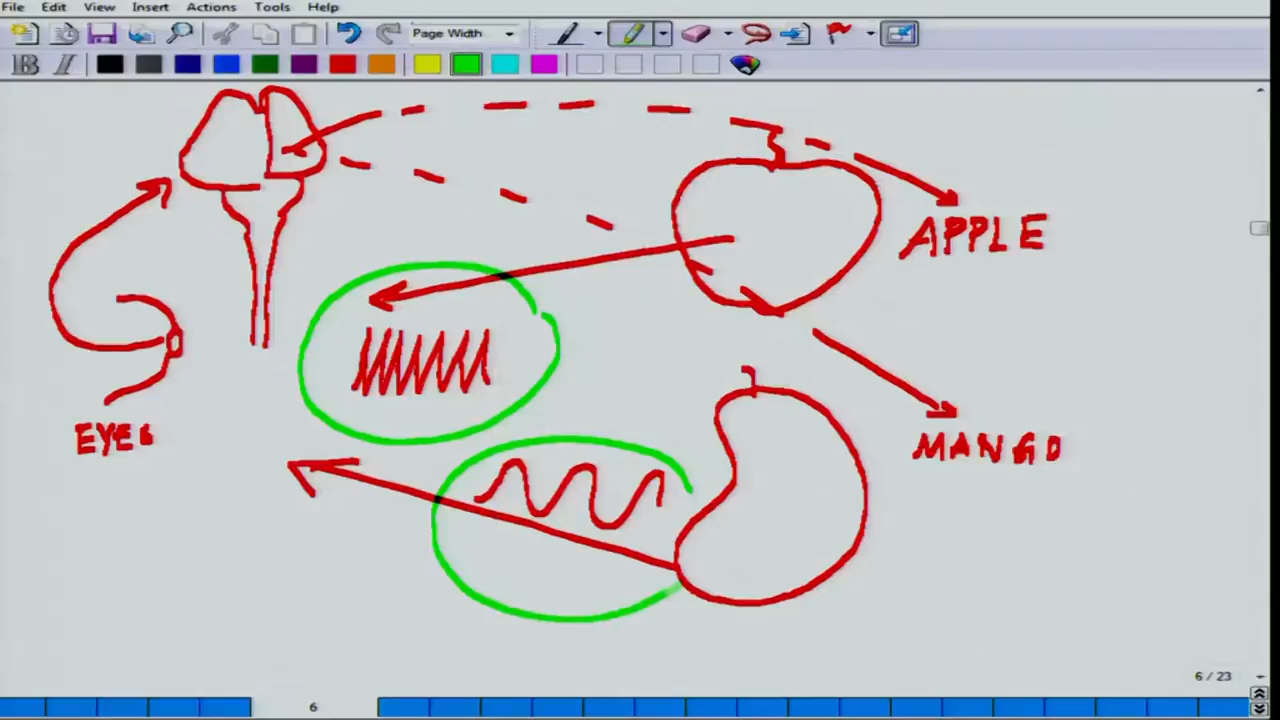 File Edit View Insert Actions Tools Help
Page Width
B I
APPLE
EYES
MANGO
6 / 23
6